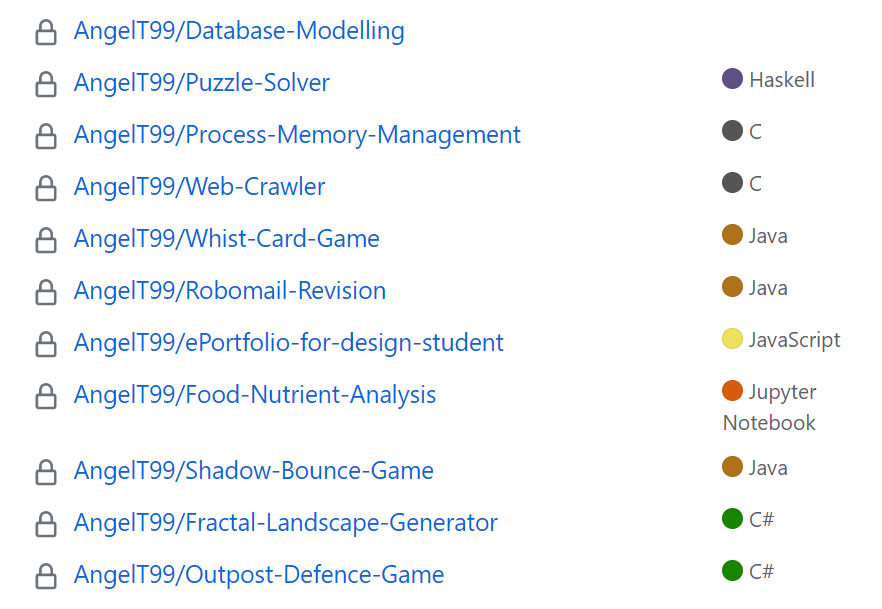 AngelT99/Database-Modelling
AngelT99/Puzzle-Solver Haskell
AngelT99/Process-Memory-Management C
AngelT99/Web-Crawler C
AngelT99/Whist-Card-Game Java
AngelT99/Robomail-Revision Java
AngelT99/ePortfolio-for-design-student JavaScript
AngelT99/Food-Nutrient-Analysis Jupyter
Notebook
AngelT99/Shadow-Bounce-Game Java
AngelT99/Fractal-Landscape-Generator C#
AngelT99/Outpost-Defence-Game C#